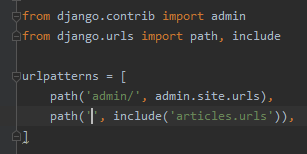 from django.contrib import admin
from django.urls import path, include
urlpatterns = [
path('admin/', admin.site.urls),
path('', include('articles.urls')),
]